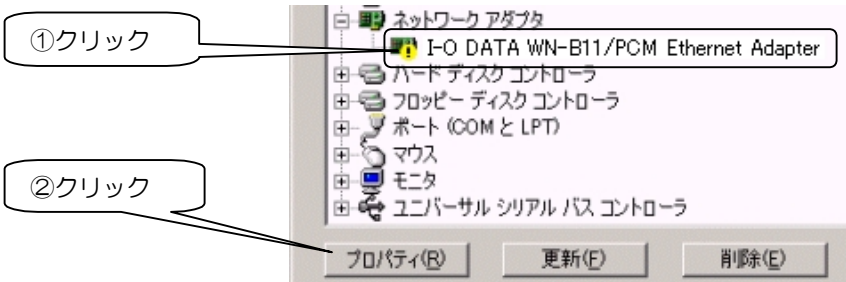 ネットワーク アダプタ
①クリック
I-O DATA WN-B11/PCM Ethernet Adapter
ハード ディスク コントローラ
フロッピー ディスク コントローラ
ポート (COM と LPT)
マウス
②クリック
モニタ
ユニバーサル シリアル バス コントローラ
プロパティ(R)
更新(F)
削除(E)